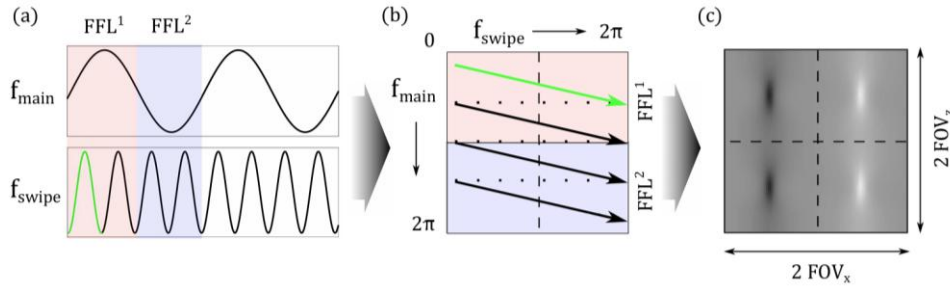 (a)
FFL¹ FFL²
f_main
f_swipe
(b)
f_swipe 2π
0
f_main
2π
FFL¹
FFL²
(c)
2 FOV_z
2 FOV_x